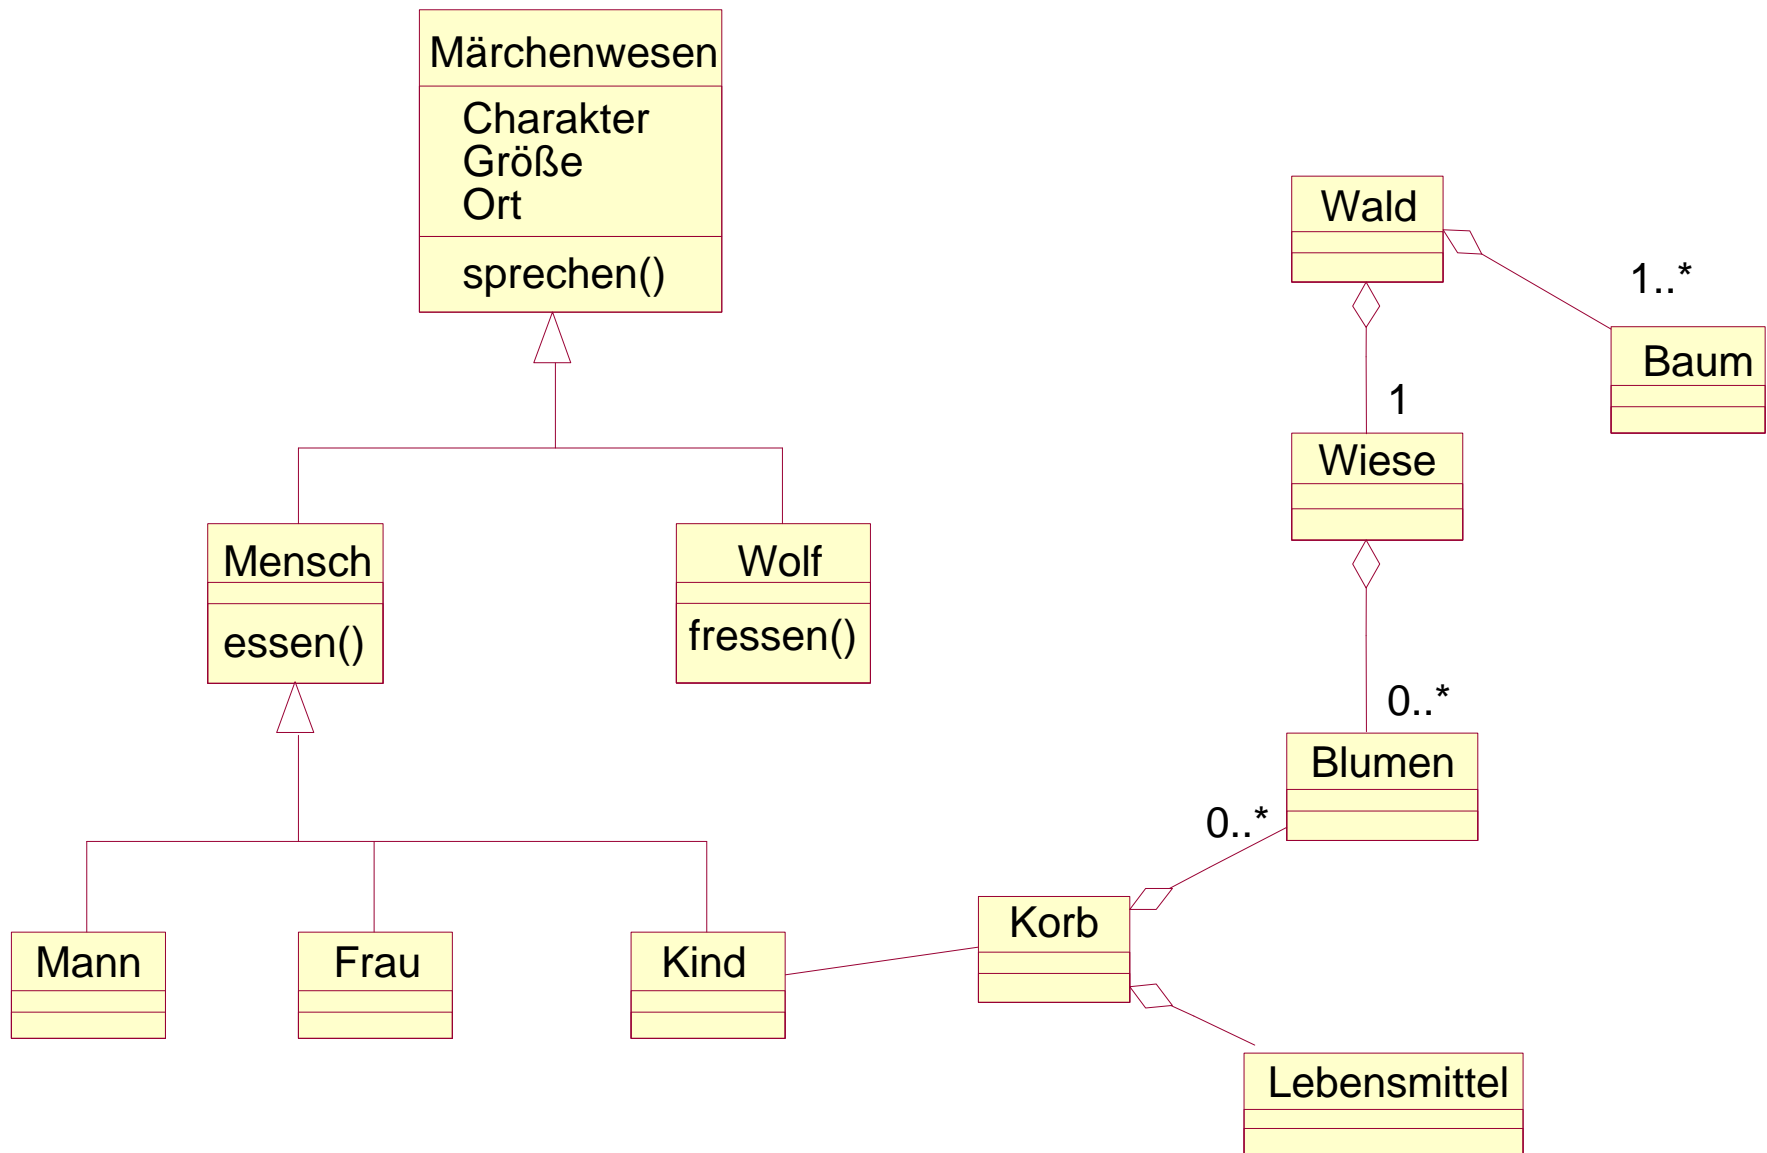 Märchenwesen
Charakter
Größe
Ort
sprechen()
Wald
1..*
Baum
1
Wiese
Mensch
essen()
Wolf
fressen()
0..*
Blumen
0..*
Mann
Frau
Kind
Korb
Lebensmittel